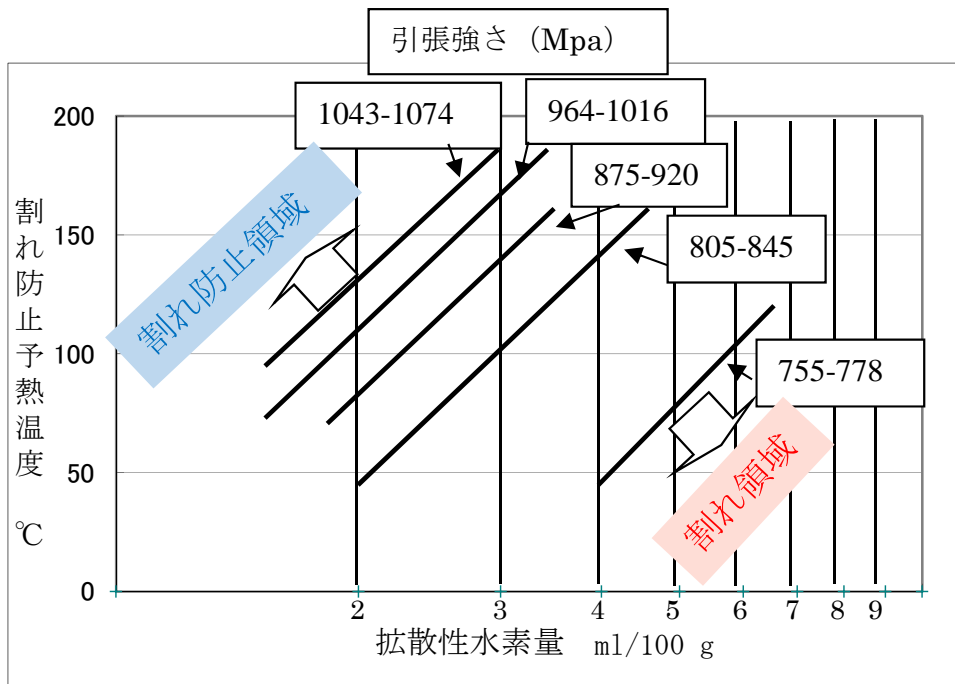 引張強さ (Mpa)
1043-1074
964-1016
875-920
805-845
755-778
割れ防止領域
割れ領域
割れ防止予熱温度 ℃
200
150
100
50
0
2 3 4 5 6 7 8 9
拡散性水素量 ml/100 g